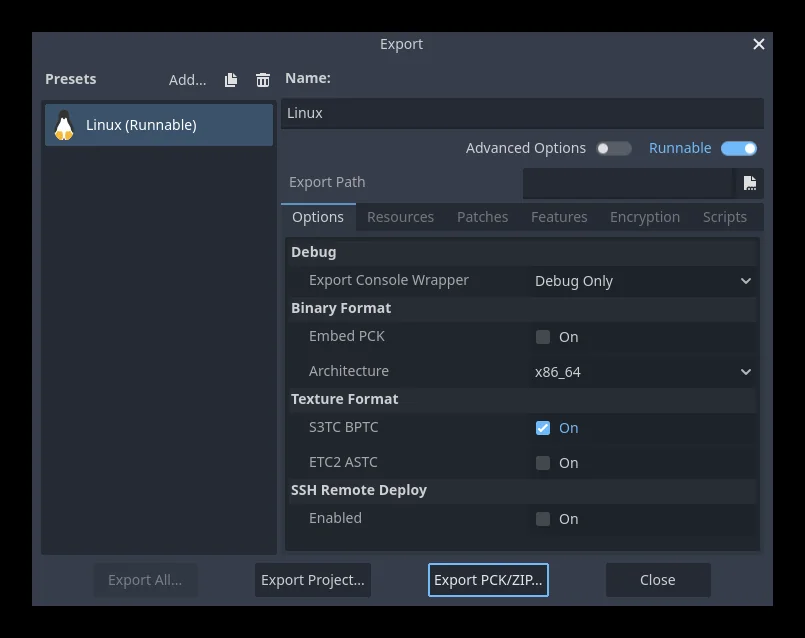 Export
Presets
Add...
Name:
Linux (Runnable)
Linux
Advanced Options
Runnable
Export Path
Options Resources Patches Features Encryption Scripts
Debug
Export Console Wrapper Debug Only
Binary Format
Embed PCK On
Architecture x86_64
Texture Format
S3TC BPTC On
ETC2 ASTC On
SSH Remote Deploy
Enabled On
Export All... Export Project... Export PCK/ZIP... Close